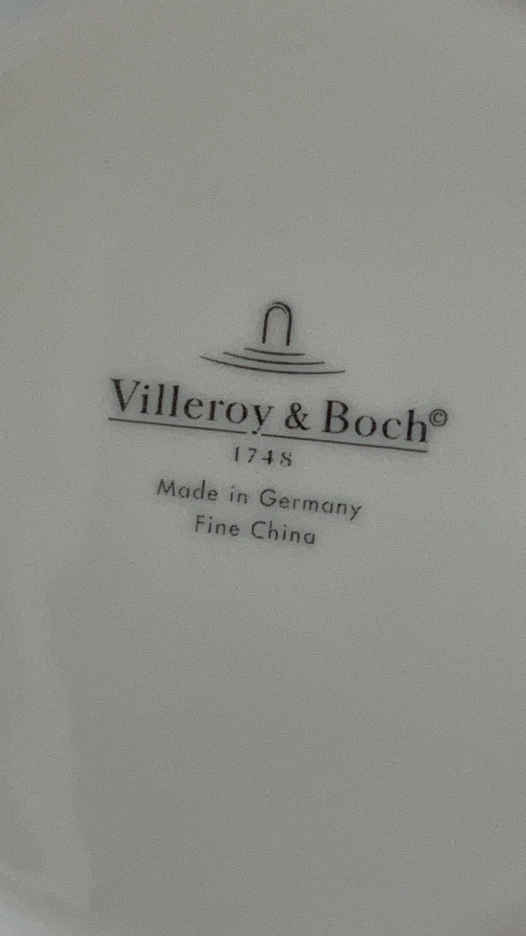 Villeroy & Boch©
1748
Made in Germany
Fine China